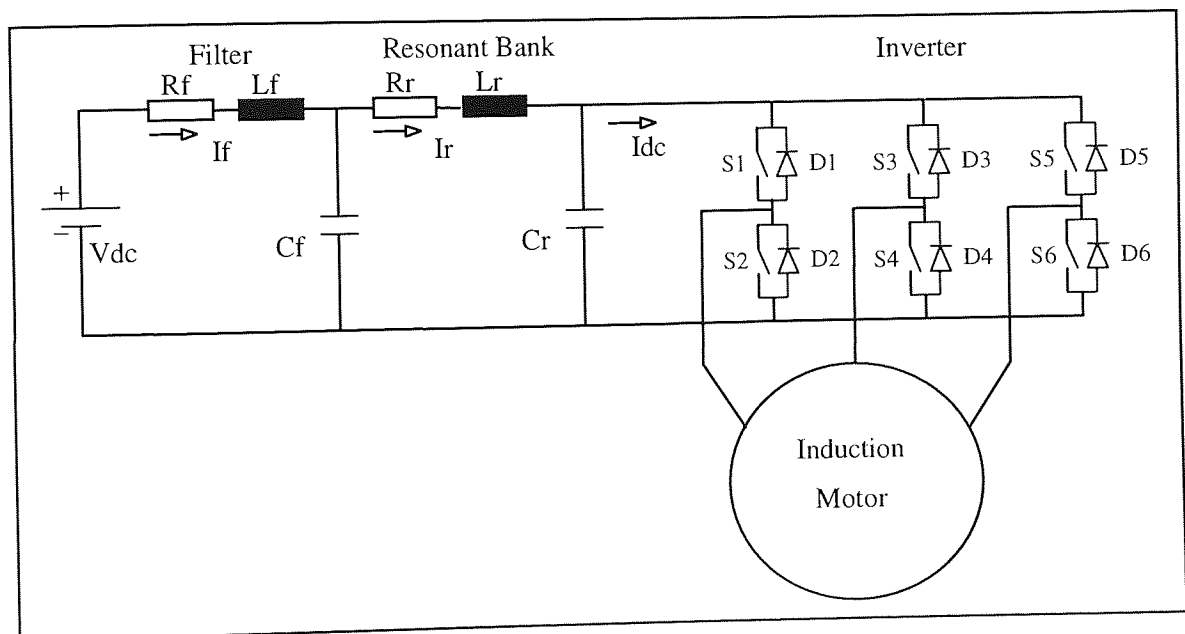 Filter
Resonant Bank
Inverter
Rf
Lf
Rr
Lr
If
Ir
Idc
S1
D1
S3
D3
S5
D5
+
−
Vdc
Cf
Cr
S2
D2
S4
D4
S6
D6
Induction
Motor